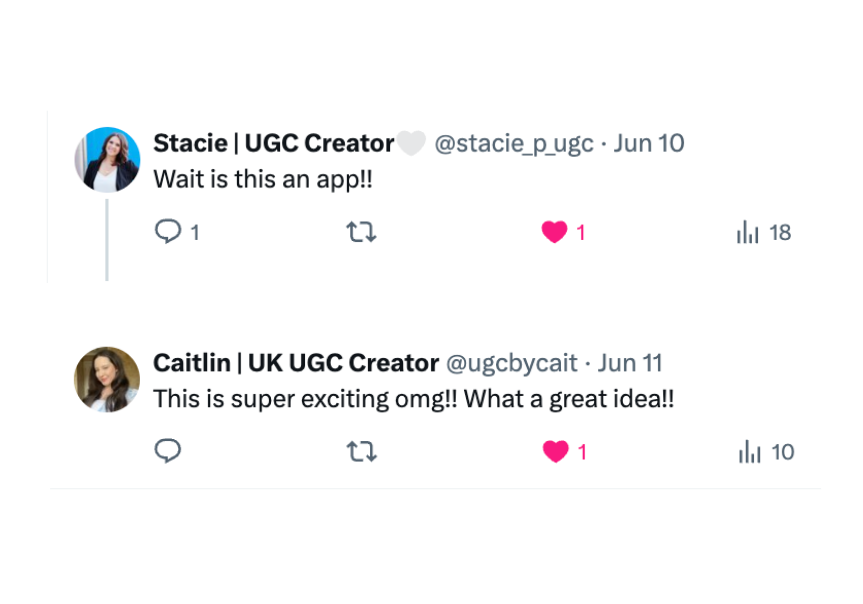 Stacie | UGC Creator🤍 @stacie_p_ugc · Jun 10
Wait is this an app!!
1 1 18
Caitlin | UK UGC Creator @ugcbycait · Jun 11
This is super exciting omg!! What a great idea!!
1 10